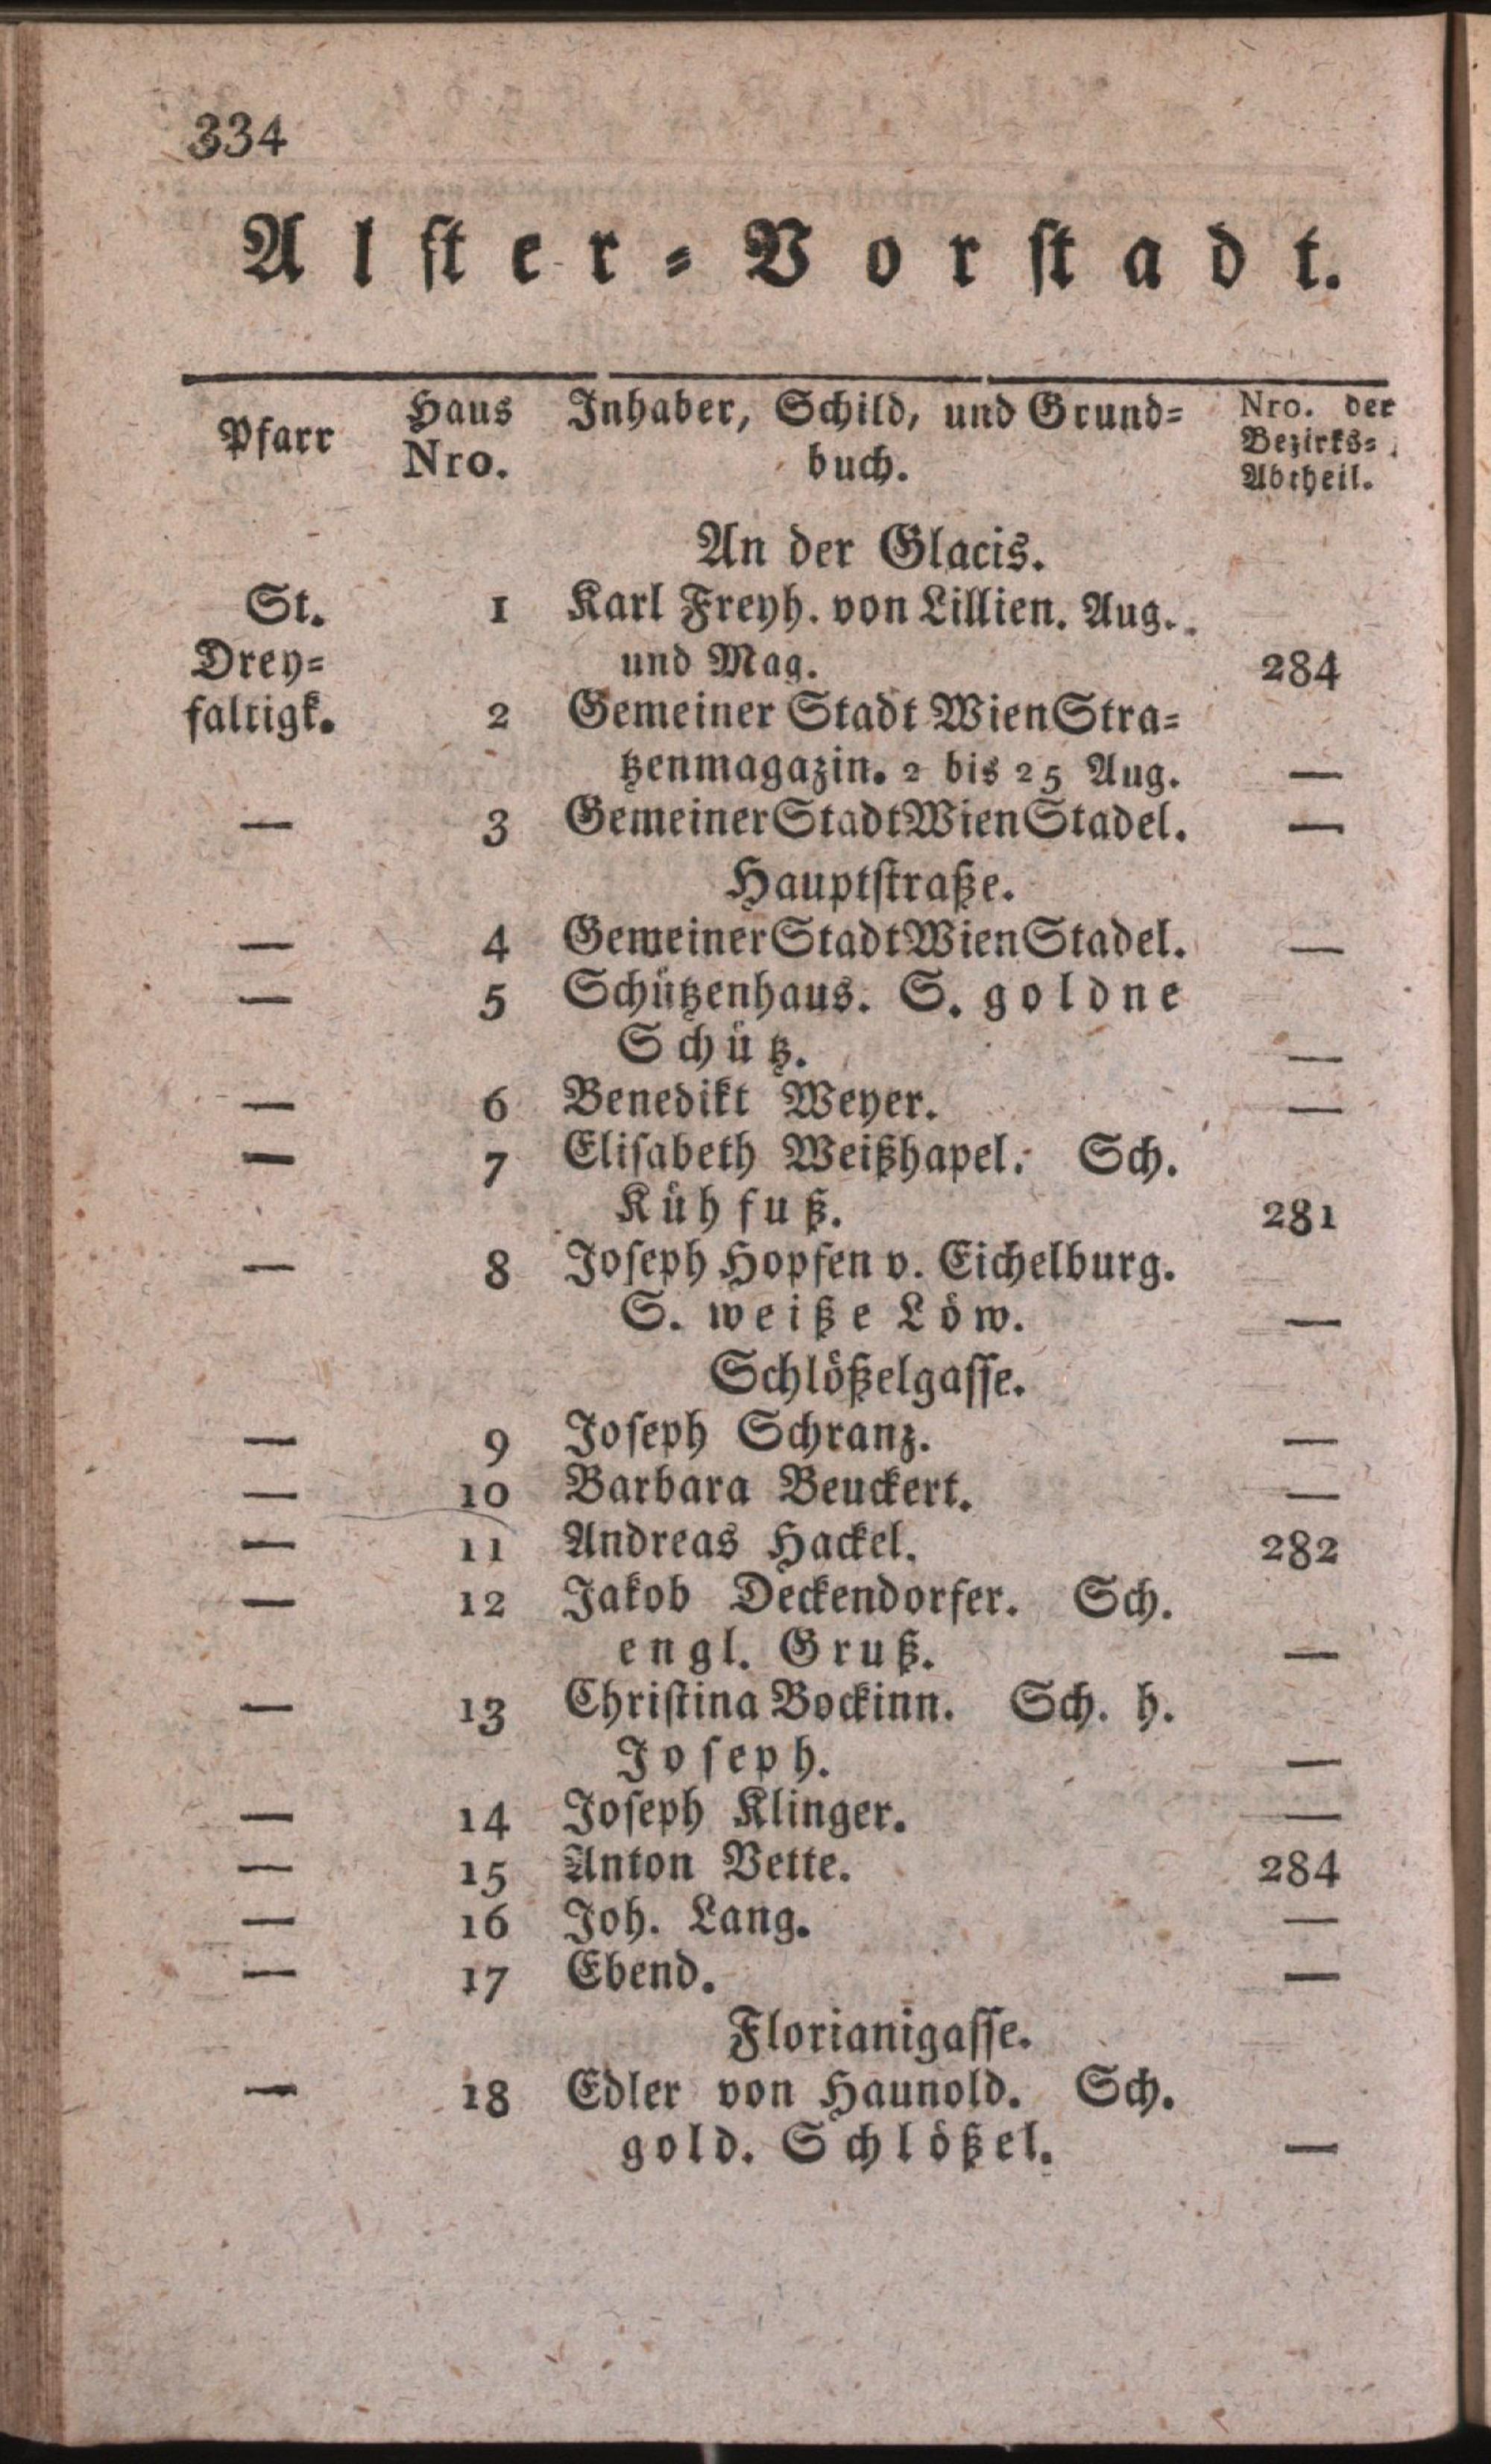 334
Alster-Vorstadt.
Pfarr Haus Nro. Inhaber, Schild, und Grund-
buch. Nro. der Bezirks- Abtheil.
An der Glacis.
St. 1 Karl Freyh. von Lillien. Aug.
Drey- und Mag. 284
faltigk. 2 Gemeiner Stadt Wien Stra-
tzenmagazin. 2 bis 25 Aug. —
— 3 Gemeiner Stadt Wien Stadel. —
Hauptstraße.
— 4 Gemeiner Stadt Wien Stadel. —
— 5 Schützenhaus. S. goldne
Schütz. —
— 6 Benedikt Weyer. —
— 7 Elisabeth Weißhapel. Sch.
Kühfuß. 281
— 8 Joseph Hopfen v. Eichelburg.
S. weiße Löw. —
Schlößelgasse.
— 9 Joseph Schranz. —
— 10 Barbara Beuckert. —
— 11 Andreas Hackel. 282
— 12 Jakob Deckendorfer. Sch.
engl. Gruß. —
— 13 Christina Bockinn. Sch. h.
Joseph. —
— 14 Joseph Klinger. —
— 15 Anton Vette. 284
— 16 Joh. Lang. —
— 17 Ebend. —
Florianigasse.
— 18 Edler von Haunold. Sch.
gold. Schlößel. —